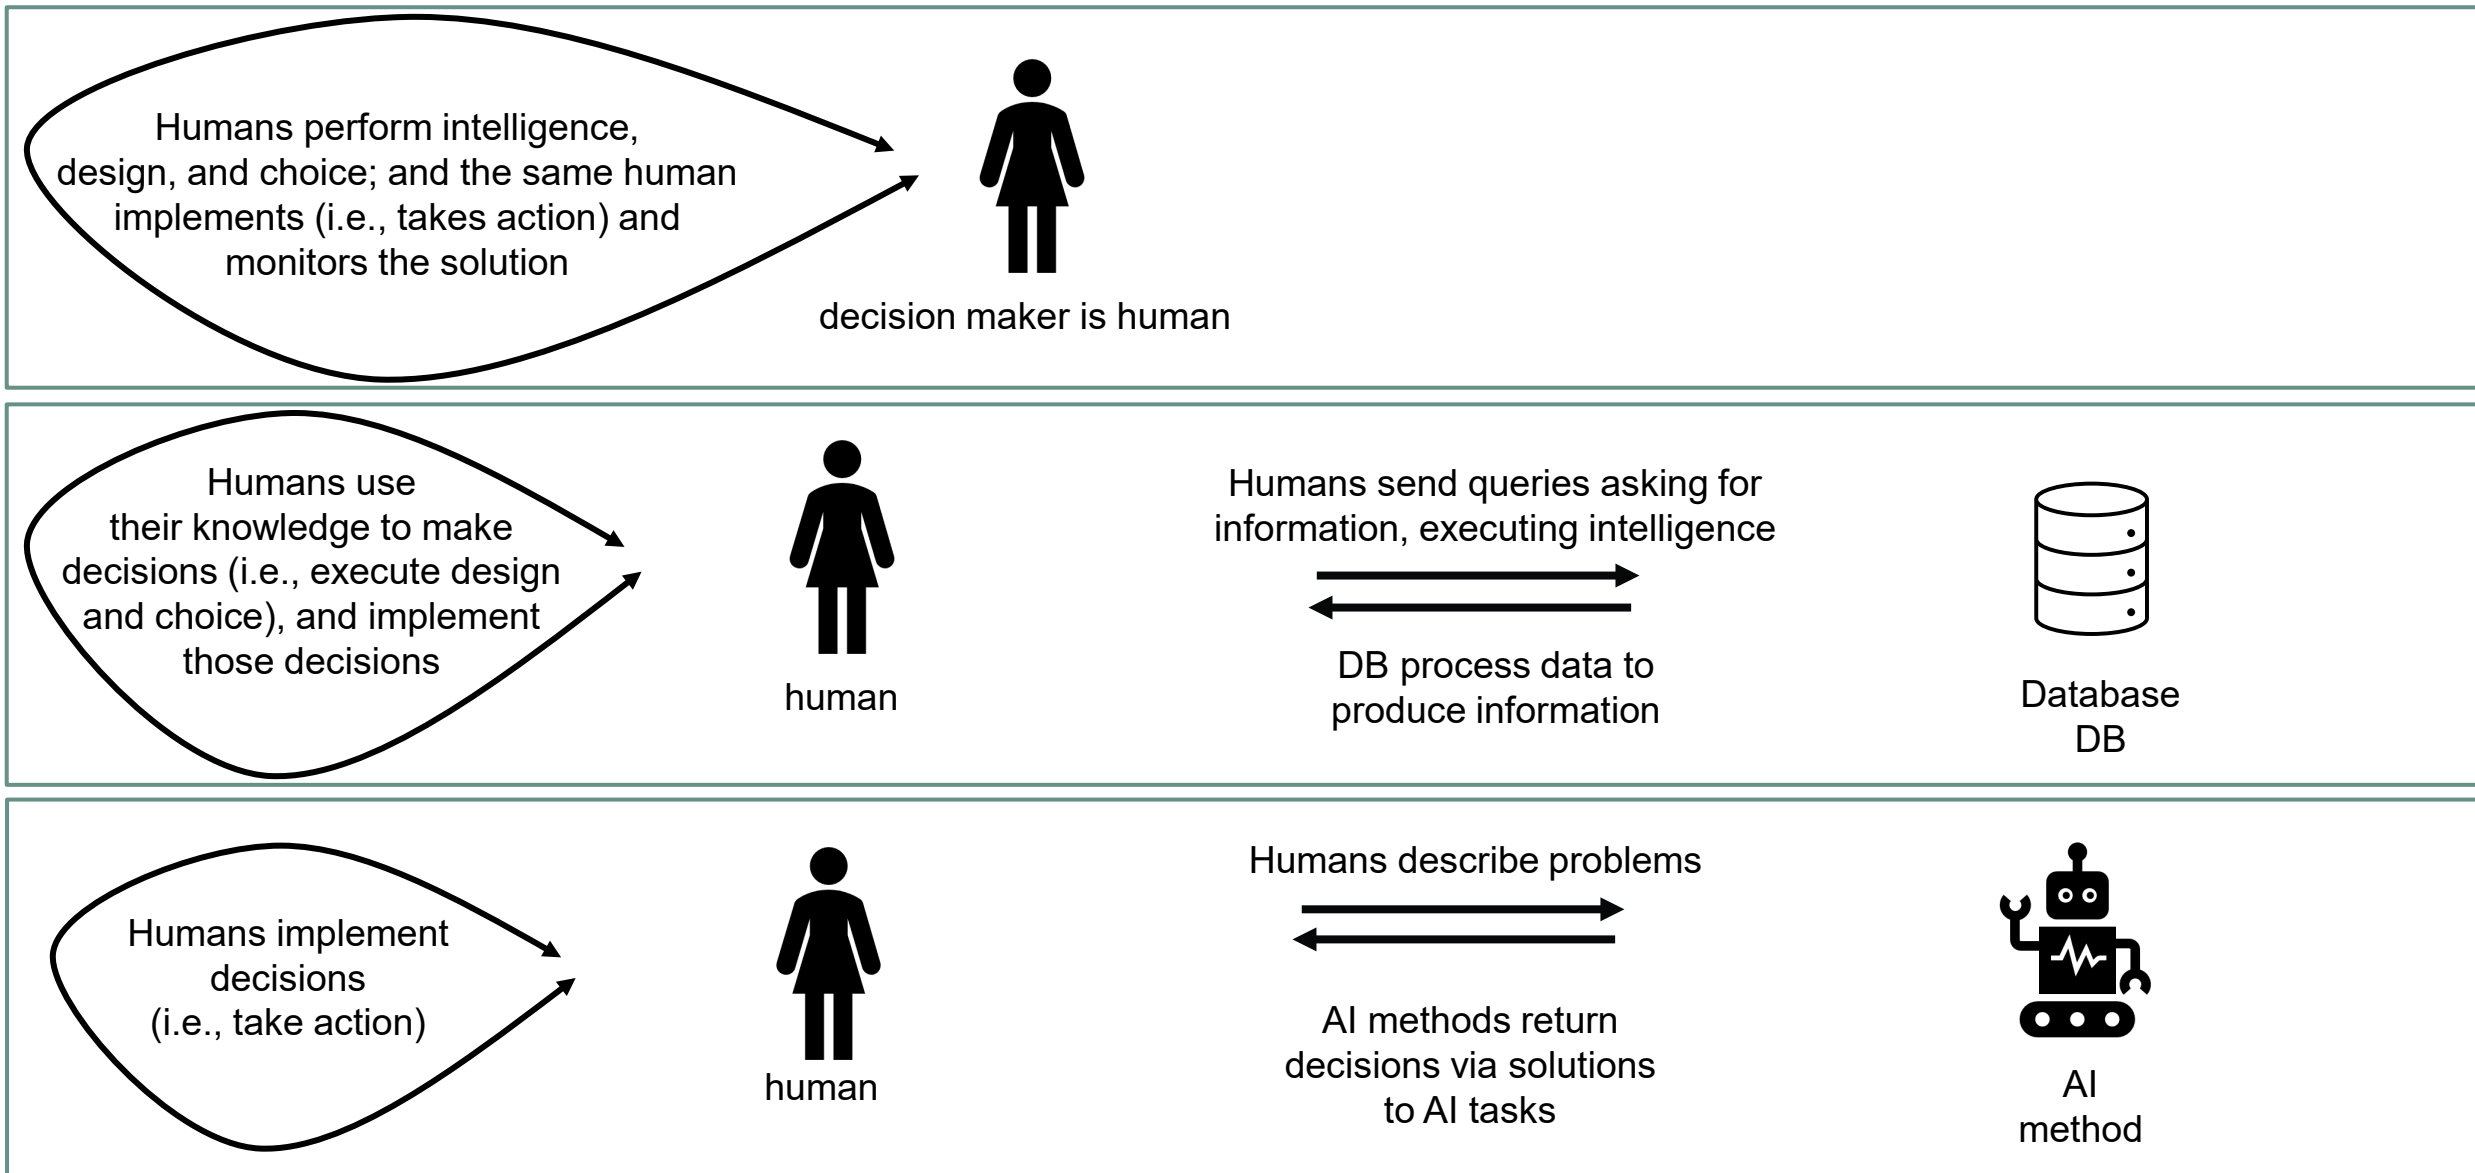 Humans perform intelligence,
design, and choice; and the same human
implements (i.e., takes action) and
monitors the solution
decision maker is human
Humans use
their knowledge to make
decisions (i.e., execute design
and choice), and implement
those decisions
human
Humans send queries asking for
information, executing intelligence
DB process data to
produce information
Database
DB
Humans implement
decisions
(i.e., take action)
human
Humans describe problems
AI methods return
decisions via solutions
to AI tasks
AI
method